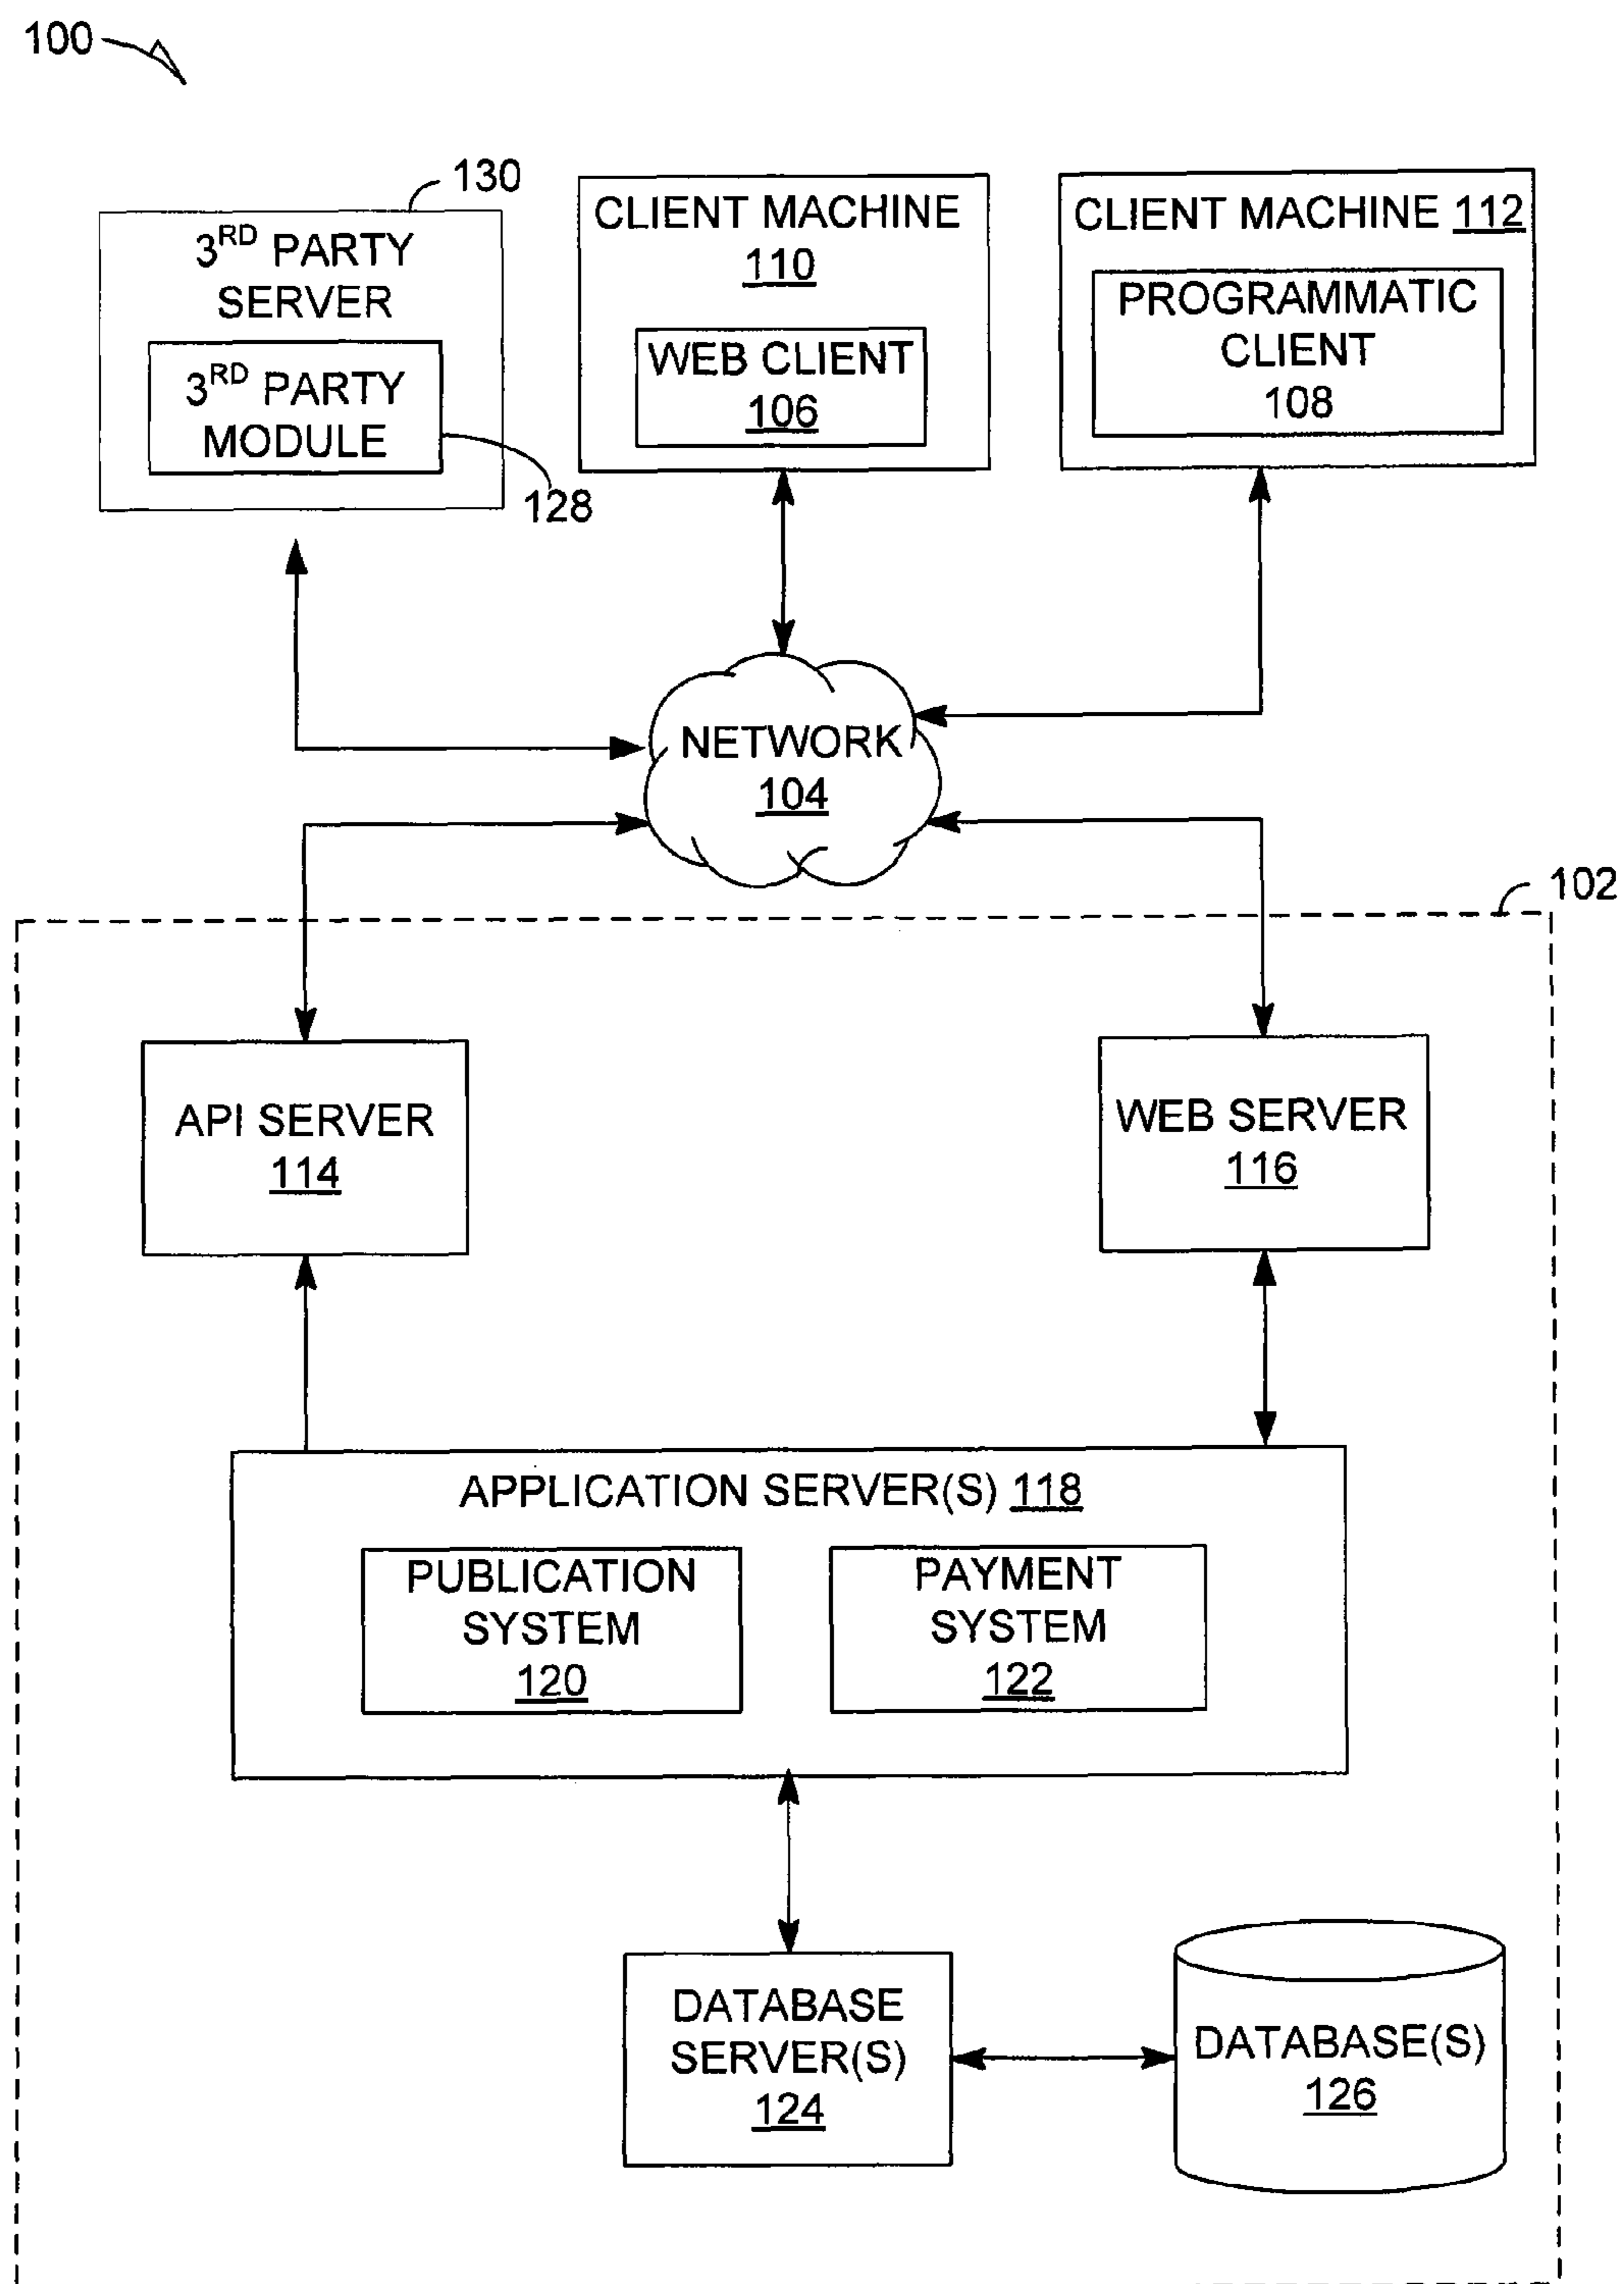 100
130
3RD PARTY
SERVER
3RD PARTY
MODULE
128
CLIENT MACHINE
110
WEB CLIENT
106
CLIENT MACHINE 112
PROGRAMMATIC
CLIENT
108
NETWORK
104
102
API SERVER
114
WEB SERVER
116
APPLICATION SERVER(S) 118
PUBLICATION
SYSTEM
120
PAYMENT
SYSTEM
122
DATABASE
SERVER(S)
124
DATABASE(S)
126